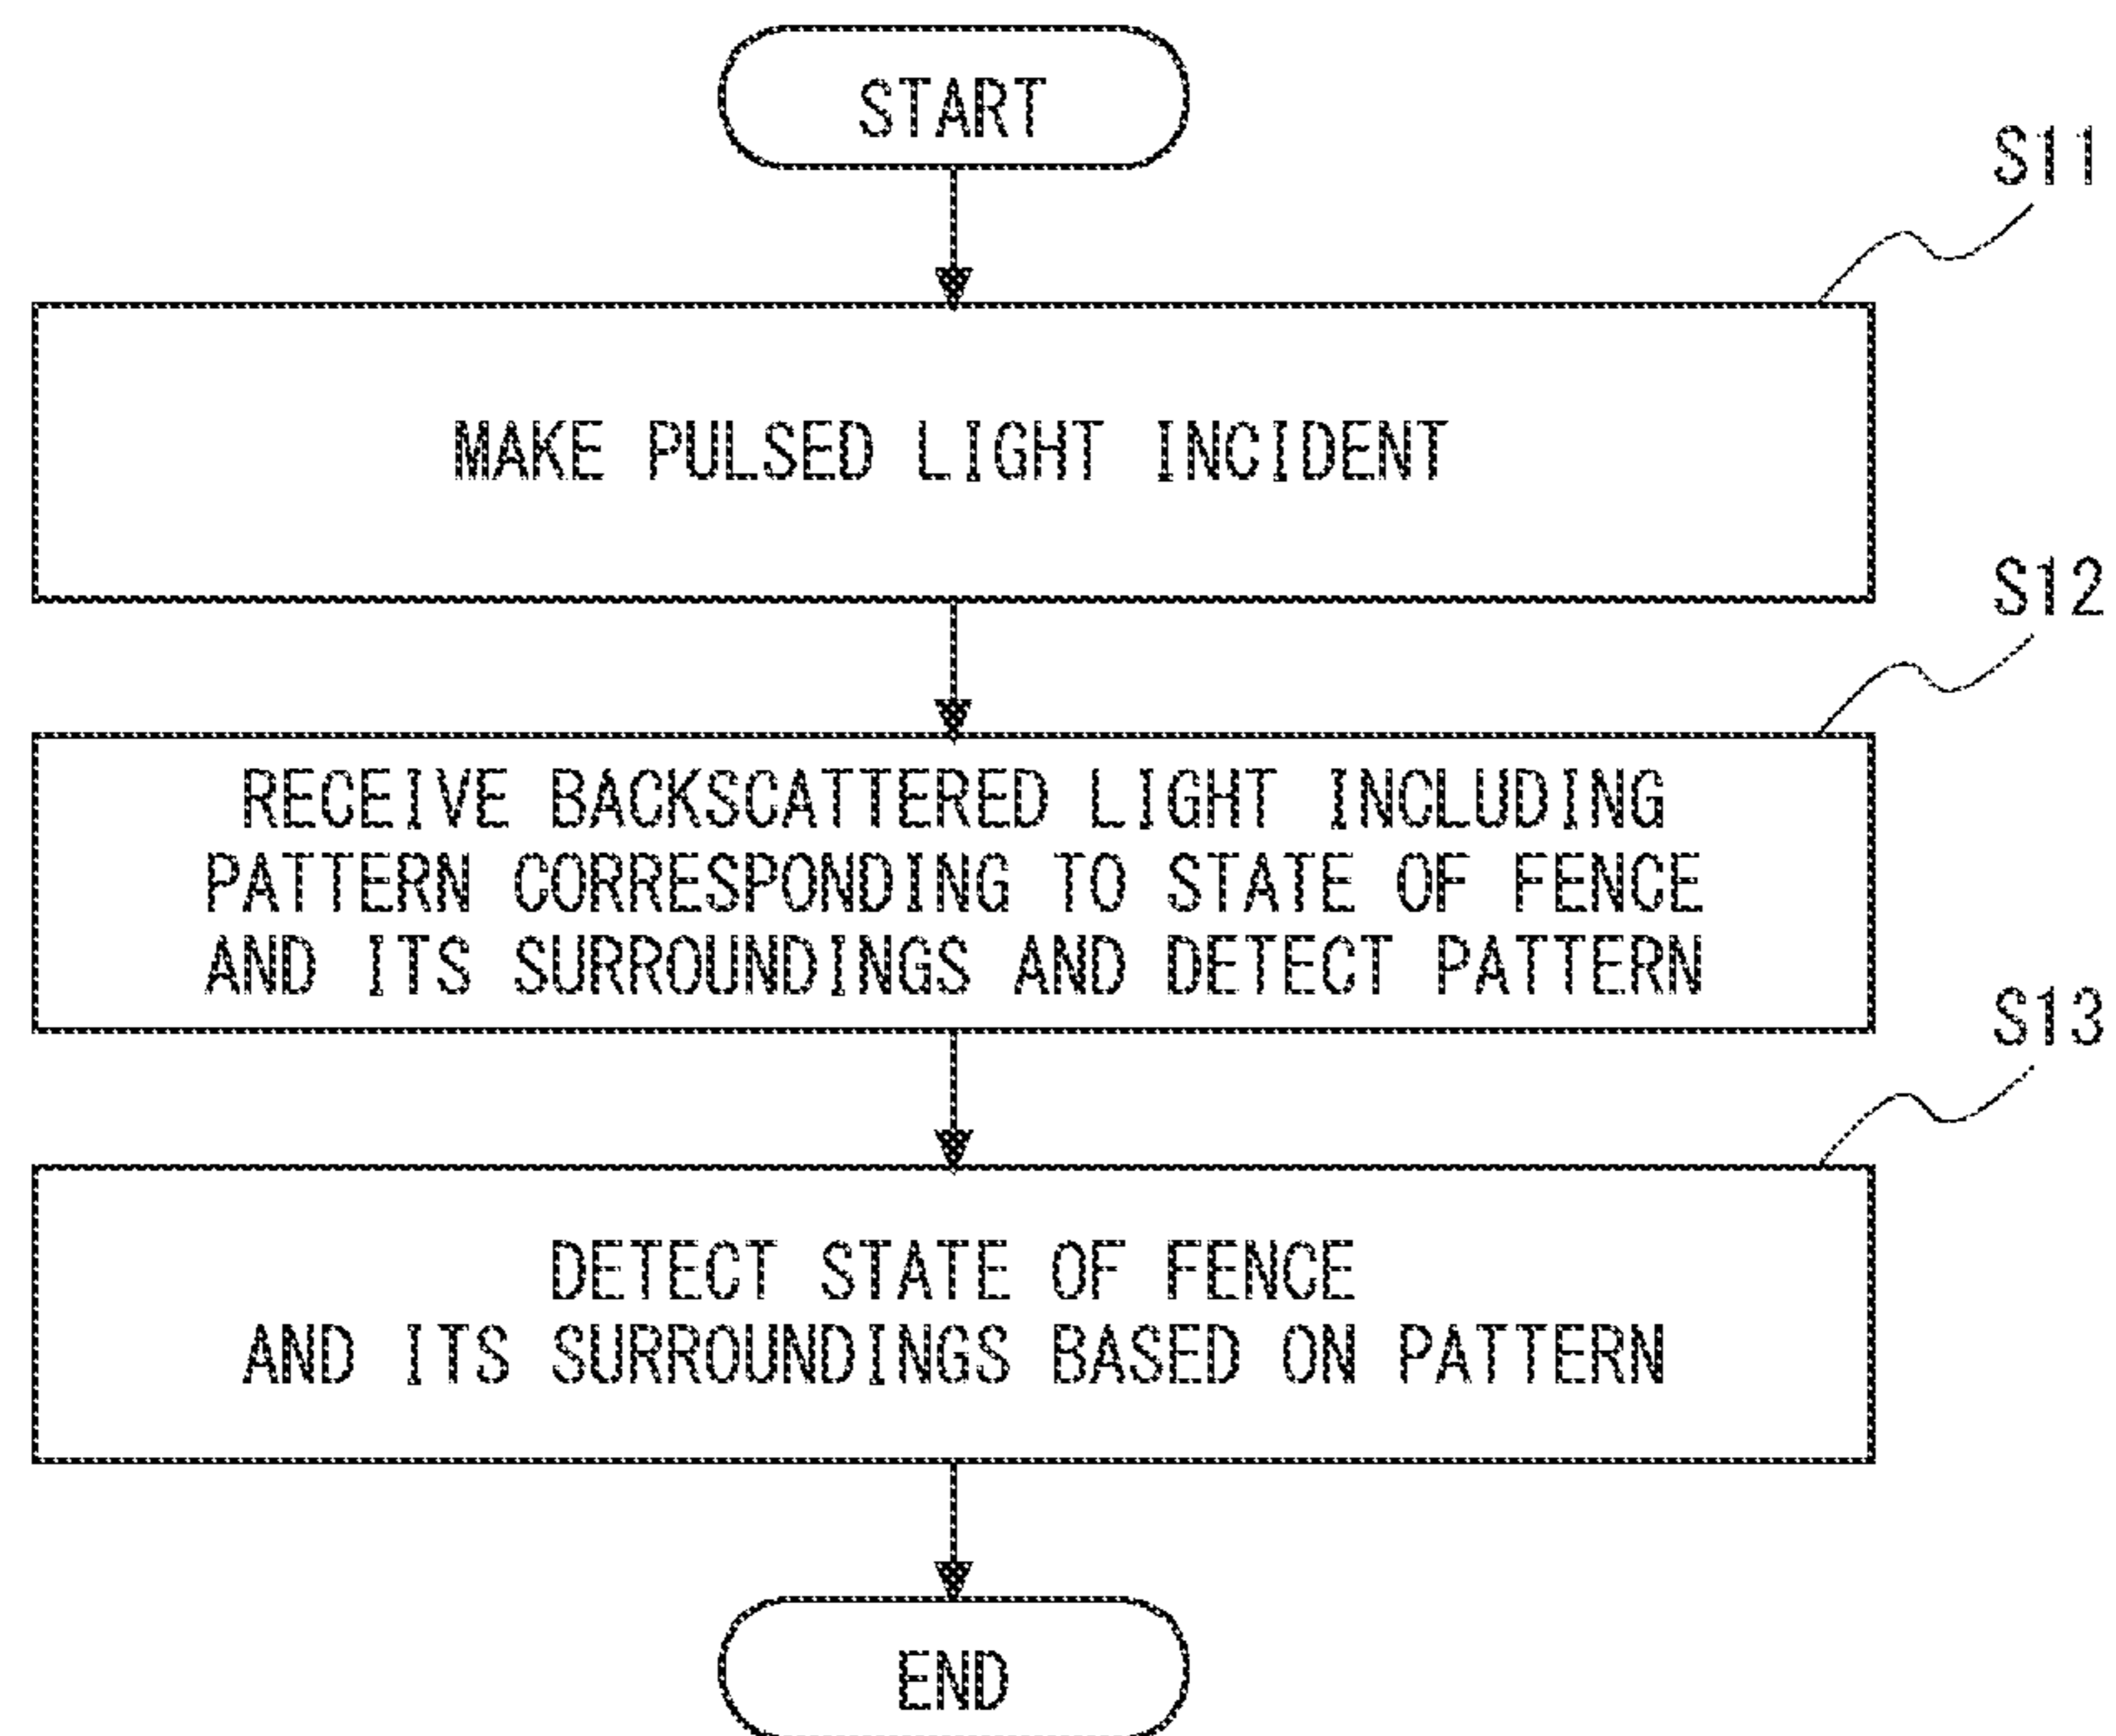 START
S11
MAKE PULSED LIGHT INCIDENT
S12
RECEIVE BACKSCATTERED LIGHT INCLUDING
PATTERN CORRESPONDING TO STATE OF FENCE
AND ITS SURROUNDINGS AND DETECT PATTERN
S13
DETECT STATE OF FENCE
AND ITS SURROUNDINGS BASED ON PATTERN
END